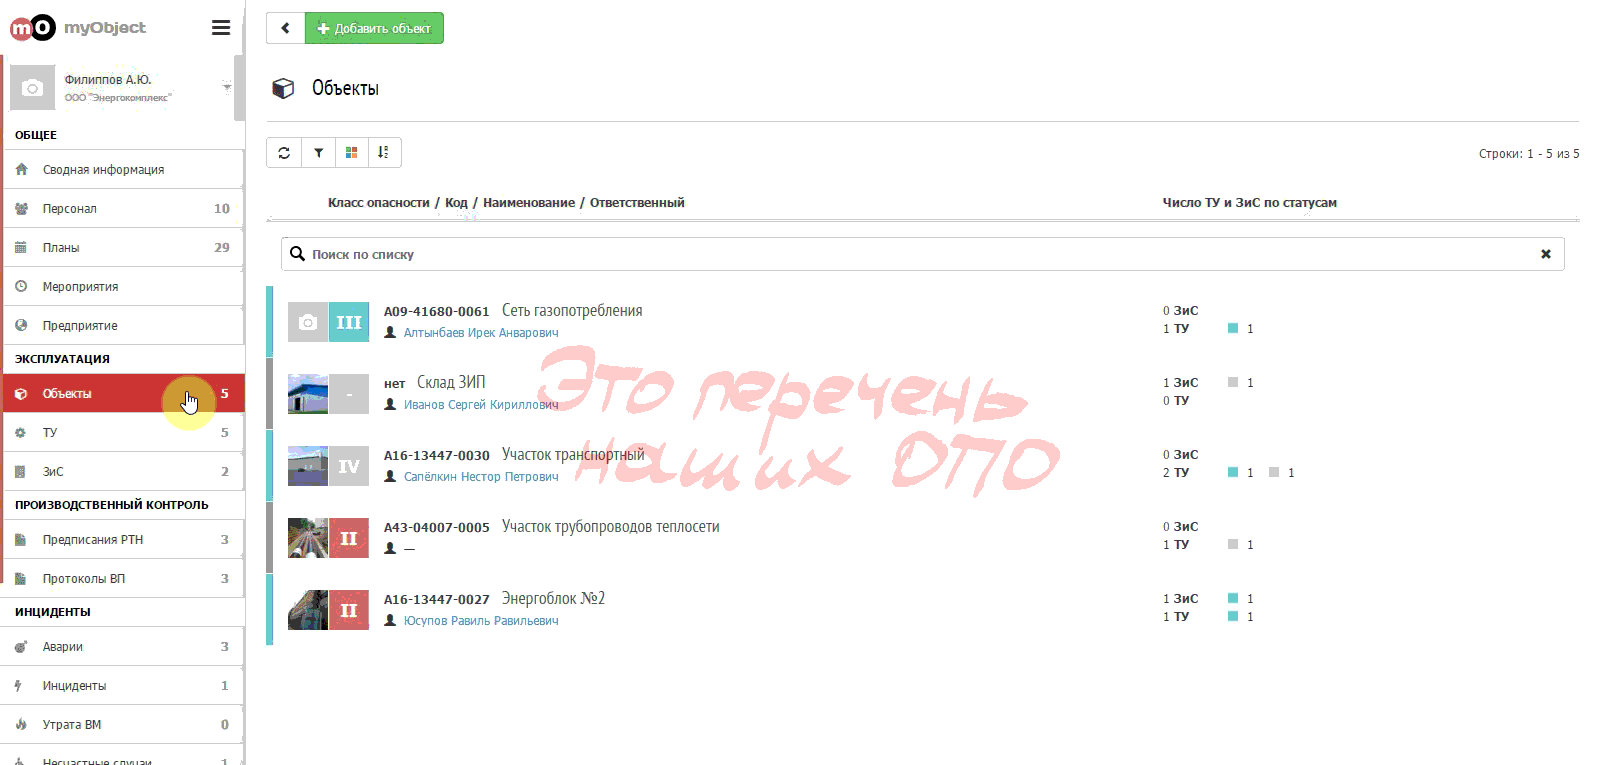 mO myObject
Добавить объект
Филиппов А.Ю.
ООО "Энергокомплекс"
ОБЩЕЕ
Сводная информация
Персонал 10
Планы 29
Мероприятия
Предприятие
ЭКСПЛУАТАЦИЯ
Объекты 5
ТУ 5
ЗиС 2
ПРОИЗВОДСТВЕННЫЙ КОНТРОЛЬ
Предписания РТН 3
Протоколы ВП 3
ИНЦИДЕНТЫ
Аварии 3
Инциденты 1
Утрата ВМ 0
Несчастные случаи 1
Объекты
Строки: 1 - 5 из 5
Класс опасности / Код / Наименование / Ответственный
Число ТУ и ЗиС по статусам
Поиск по списку
III A09-41680-0061 Сеть газопотребления 0 ЗиС
Алтынбаев Ирек Анварович 1 ТУ 1
- нет Склад ЗИП 1 ЗиС 1
Иванов Сергей Кириллович 0 ТУ
IV A16-13447-0030 Участок транспортный 0 ЗиС
Сапёлкин Нестор Петрович 2 ТУ 1 1
II A43-04007-0005 Участок трубопроводов теплосети 0 ЗиС
— 1 ТУ 1
II A16-13447-0027 Энергоблок №2 1 ЗиС 1
Юсупов Равиль Равильевич 1 ТУ 1
Это перечень
наших ОПО